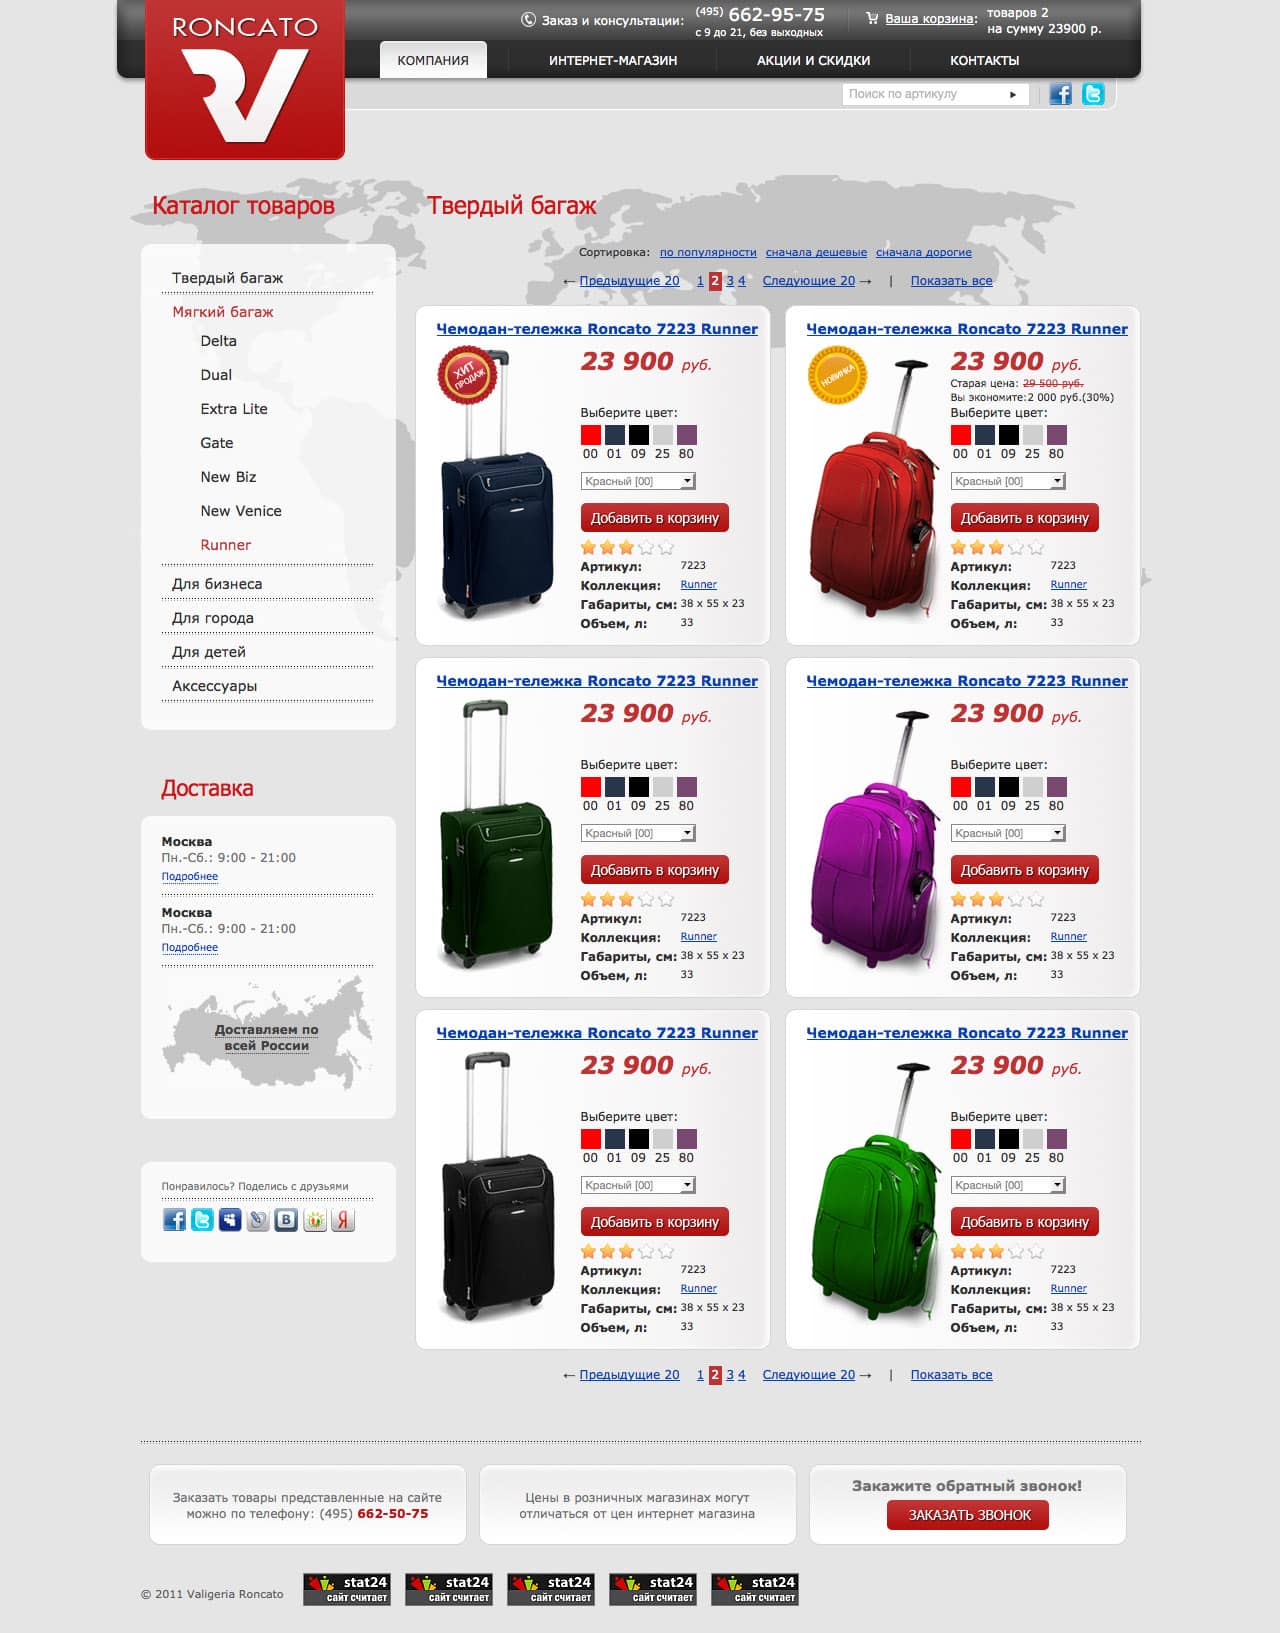 RONCATO
Заказ и консультации:
(495) 662-95-75
с 9 до 21, без выходных
Ваша корзина:
товаров 2
на сумму 23900 р.
КОМПАНИЯ
ИНТЕРНЕТ-МАГАЗИН
АКЦИИ И СКИДКИ
КОНТАКТЫ
Поиск по артикулу
Каталог товаров
Твердый багаж
Мягкий багаж
Delta
Dual
Extra Lite
Gate
New Biz
New Venice
Runner
Для бизнеса
Для города
Для детей
Аксессуары
Доставка
Москва
Пн.-Сб.: 9:00 - 21:00
Подробнее
Москва
Пн.-Сб.: 9:00 - 21:00
Подробнее
Доставляем по
всей России
Понравилось? Поделись с друзьями
Твердый багаж
Сортировка: по популярности сначала дешевые сначала дорогие
← Предыдущие 20 1 2 3 4 Следующие 20 → | Показать все
Чемодан-тележка Roncato 7223 Runner
ХИТ
ПРОДАЖ
23 900 руб.
Выберите цвет:
00 01 09 25 80
Красный [00]
Добавить в корзину
Артикул: 7223
Коллекция: Runner
Габариты, см: 38 x 55 x 23
Объем, л: 33
Чемодан-тележка Roncato 7223 Runner
НОВИНКА
23 900 руб.
Старая цена: 29 500 руб.
Вы экономите:2 000 руб.(30%)
Выберите цвет:
00 01 09 25 80
Красный [00]
Добавить в корзину
Артикул: 7223
Коллекция: Runner
Габариты, см: 38 x 55 x 23
Объем, л: 33
Чемодан-тележка Roncato 7223 Runner
23 900 руб.
Выберите цвет:
00 01 09 25 80
Красный [00]
Добавить в корзину
Артикул: 7223
Коллекция: Runner
Габариты, см: 38 x 55 x 23
Объем, л: 33
Чемодан-тележка Roncato 7223 Runner
23 900 руб.
Выберите цвет:
00 01 09 25 80
Красный [00]
Добавить в корзину
Артикул: 7223
Коллекция: Runner
Габариты, см: 38 x 55 x 23
Объем, л: 33
Чемодан-тележка Roncato 7223 Runner
23 900 руб.
Выберите цвет:
00 01 09 25 80
Красный [00]
Добавить в корзину
Артикул: 7223
Коллекция: Runner
Габариты, см: 38 x 55 x 23
Объем, л: 33
Чемодан-тележка Roncato 7223 Runner
23 900 руб.
Выберите цвет:
00 01 09 25 80
Красный [00]
Добавить в корзину
Артикул: 7223
Коллекция: Runner
Габариты, см: 38 x 55 x 23
Объем, л: 33
← Предыдущие 20 1 2 3 4 Следующие 20 → | Показать все
Заказать товары представленные на сайте
можно по телефону: (495) 662-50-75
Цены в розничных магазинах могут
отличаться от цен интернет магазина
Закажите обратный звонок!
ЗАКАЗАТЬ ЗВОНОК
© 2011 Valigeria Roncato
stat24
сайт считает
stat24
сайт считает
stat24
сайт считает
stat24
сайт считает
stat24
сайт считает